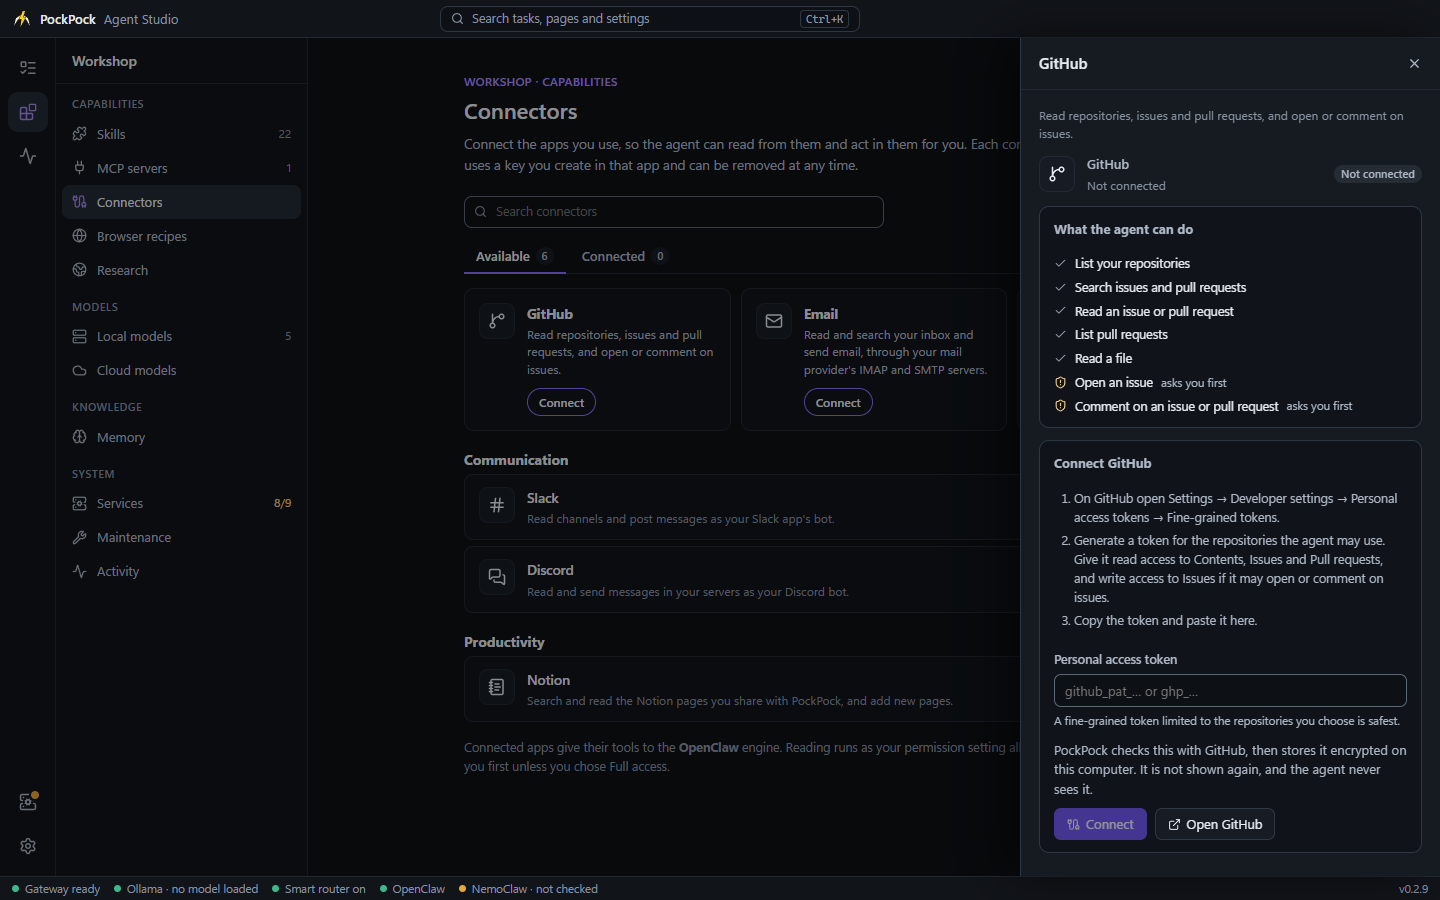 PockPock Agent Studio
Search tasks, pages and settings
Ctrl+K
Workshop
CAPABILITIES
Skills 22
MCP servers 1
Connectors
Browser recipes
Research
MODELS
Local models 5
Cloud models
KNOWLEDGE
Memory
SYSTEM
Services 8/9
Maintenance
Activity
WORKSHOP · CAPABILITIES
Connectors
Connect the apps you use, so the agent can read from them and act in them for you. Each
uses a key you create in that app and can be removed at any time.
Search connectors
Available 6
Connected 0
GitHub
Read repositories, issues and pull
requests, and open or comment on
issues.
Connect
Email
Read and search your inbox and
send email, through your mail
provider's IMAP and SMTP servers.
Connect
Communication
Slack
Read channels and post messages as your Slack app's bot.
Discord
Read and send messages in your servers as your Discord bot.
Productivity
Notion
Search and read the Notion pages you share with PockPock, and add new pages.
Connected apps give their tools to the OpenClaw engine. Reading runs as your permission setting
you first unless you chose Full access.
GitHub
Read repositories, issues and pull requests, and open or comment on
issues.
GitHub
Not connected
Not connected
What the agent can do
List your repositories
Search issues and pull requests
Read an issue or pull request
List pull requests
Read a file
Open an issue asks you first
Comment on an issue or pull request asks you first
Connect GitHub
1. On GitHub open Settings → Developer settings → Personal
access tokens → Fine-grained tokens.
2. Generate a token for the repositories the agent may use.
Give it read access to Contents, Issues and Pull requests,
and write access to Issues if it may open or comment on
issues.
3. Copy the token and paste it here.
Personal access token
github_pat_... or ghp_...
A fine-grained token limited to the repositories you choose is safest.
PockPock checks this with GitHub, then stores it encrypted on
this computer. It is not shown again, and the agent never
sees it.
Connect
Open GitHub
Gateway ready
Ollama · no model loaded
Smart router on
OpenClaw
NemoClaw · not checked
v0.2.9